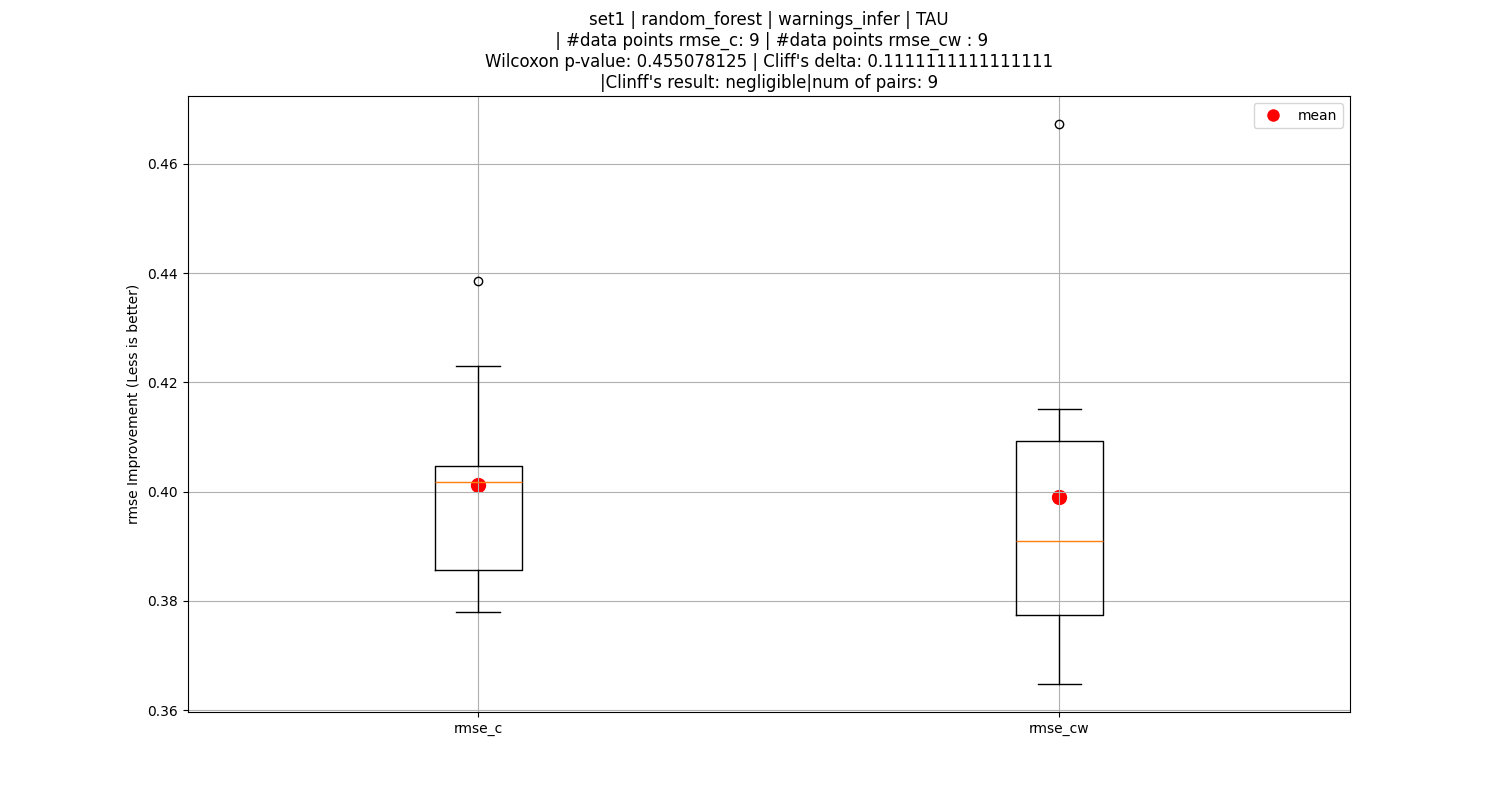 set1 | random_forest | warnings_infer | TAU
| #data points rmse_c: 9 | #data points rmse_cw : 9
Wilcoxon p-value: 0.455078125 | Cliff's delta: 0.1111111111111111
|Clinff's result: negligible|num of pairs: 9
mean
rmse Improvement (Less is better)
0.46
0.44
0.42
0.40
0.38
0.36
rmse_c
rmse_cw